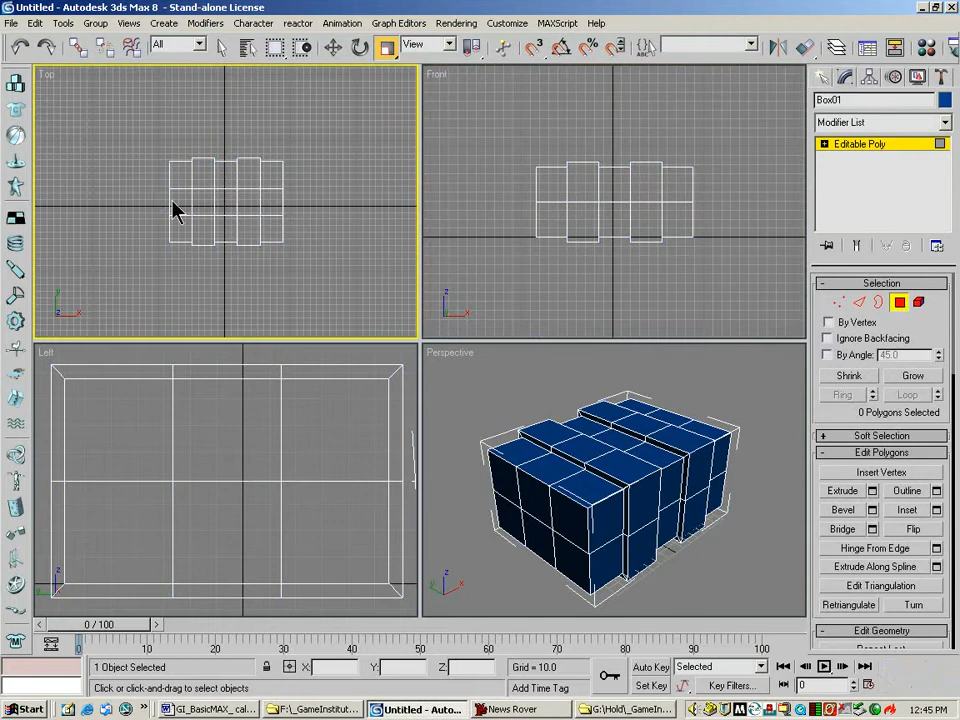 Untitled - Autodesk 3ds Max 8 - Stand-alone License
File Edit Tools Group Views Create Modifiers Character reactor Animation Graph Editors Rendering Customize MAXScript Help
All
View
Top
Front
Left
Perspective
Box01
Modifier List
Editable Poly
Selection
By Vertex
Ignore Backfacing
By Angle: 45.0
Shrink Grow
Ring Loop
0 Polygons Selected
Soft Selection
Edit Polygons
Insert Vertex
Extrude Outline
Bevel Inset
Bridge Flip
Hinge From Edge
Extrude Along Spline
Edit Triangulation
Retriangulate Turn
Edit Geometry
0 / 100
0 10 20 30 40 50 60 70 80 90 100
1 Object Selected X: Y: Z: Grid = 10.0 Auto Key Selected
Click or click-and-drag to select objects Add Time Tag Set Key Key Filters... 0
Start GI_BasicMAX_ cal... F:\_GameInstitut... Untitled - Auto... News Rover G:\Hold\_GameIn... 12:45 PM